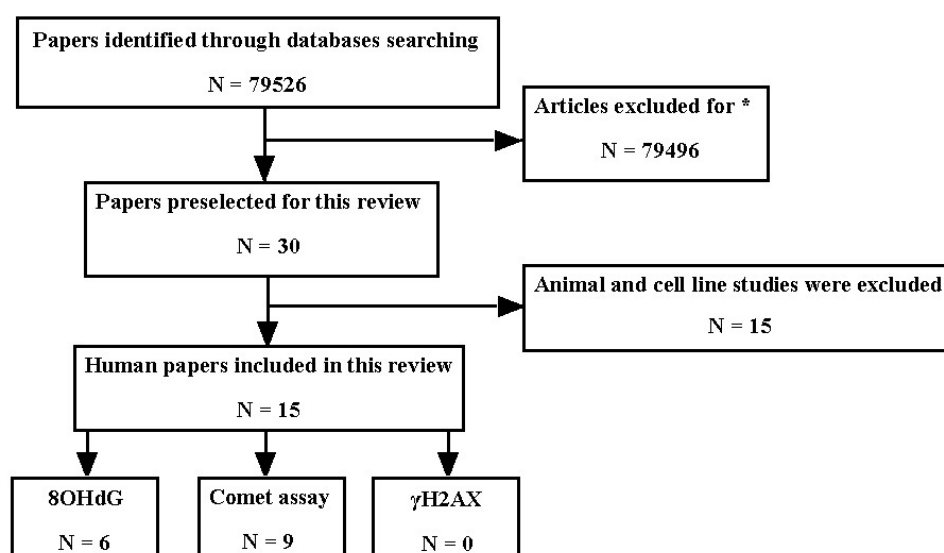 Papers identified through databases searching
N = 79526
Articles excluded for *
N = 79496
Papers preselected for this review
N = 30
Animal and cell line studies were excluded
N = 15
Human papers included in this review
N = 15
8OHdG
N = 6
Comet assay
N = 9
γH2AX
N = 0